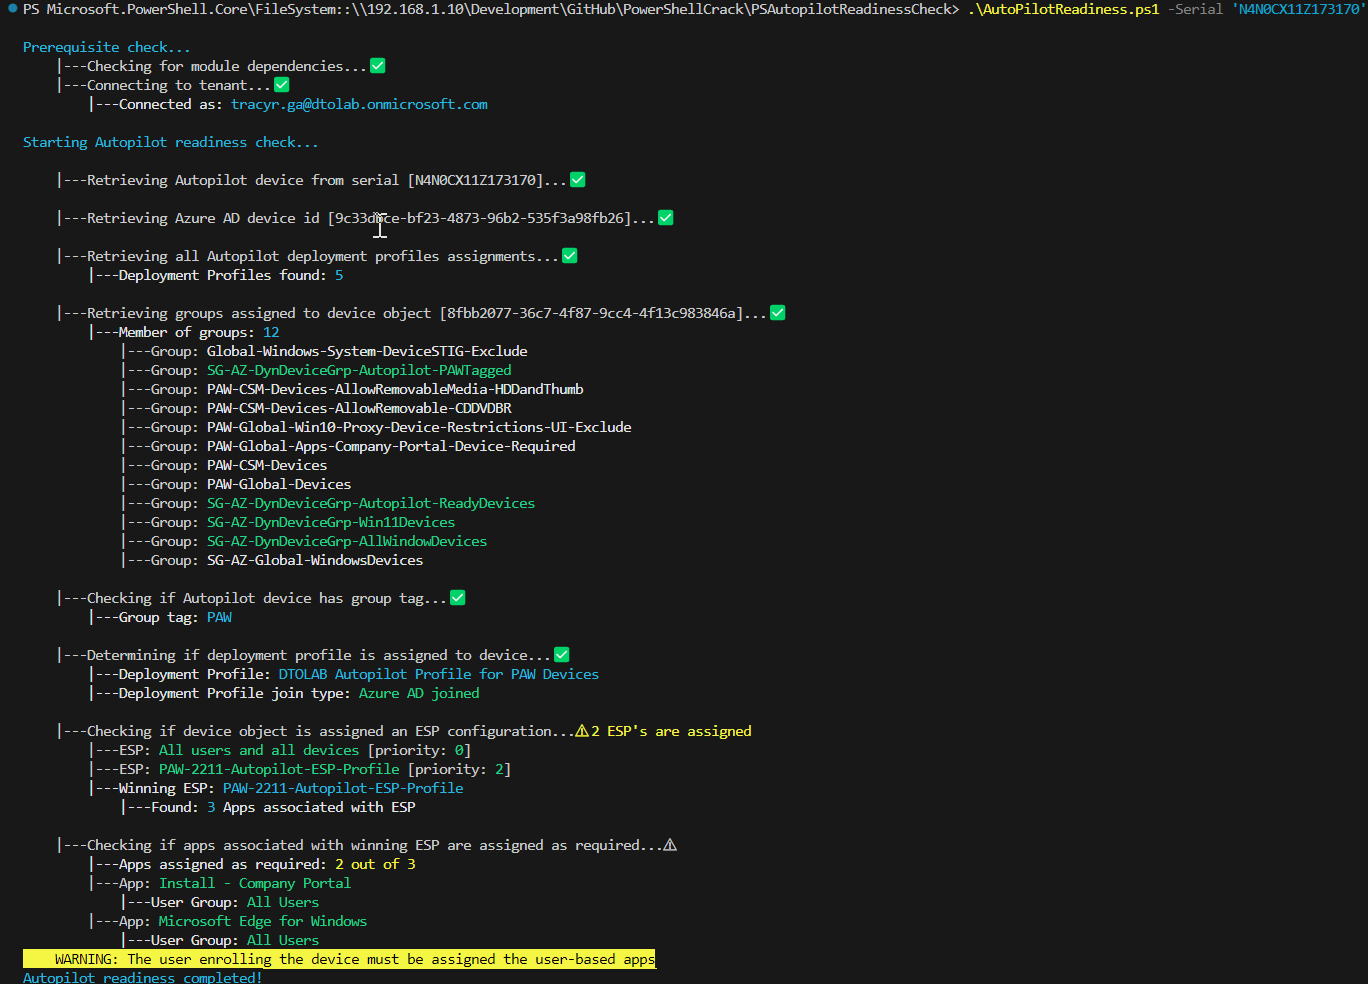 PS Microsoft.PowerShell.Core\FileSystem::\\192.168.1.10\Development\GitHub\PowerShellCrack\PSAutopilotReadinessCheck> .\AutoPilotReadiness.ps1 -Serial 'N4N0CX11Z173170'
Prerequisite check...
|---Checking for module dependencies...✅
|---Connecting to tenant...✅
|---Connected as: tracyr.ga@dtolab.onmicrosoft.com
Starting Autopilot readiness check...
|---Retrieving Autopilot device from serial [N4N0CX11Z173170]...✅
|---Retrieving Azure AD device id [-bf23-4873-96b2-535f3a98fb26]...✅
|---Retrieving all Autopilot deployment profiles assignments...✅
|---Deployment Profiles found: 5
|---Retrieving groups assigned to device object [8fbb2077-36c7-4f87-9cc4-4f13c983846a]...✅
|---Member of groups: 12
|---Group: Global-Windows-System-DeviceSTIG-Exclude
|---Group: SG-AZ-DynDeviceGrp-Autopilot-PAWTagged
|---Group: PAW-CSM-Devices-AllowRemovableMedia-HDDandThumb
|---Group: PAW-CSM-Devices-AllowRemovable-CDDVDBR
|---Group: PAW-Global-Win10-Proxy-Device-Restrictions-UI-Exclude
|---Group: PAW-Global-Apps-Company-Portal-Device-Required
|---Group: PAW-CSM-Devices
|---Group: PAW-Global-Devices
|---Group: SG-AZ-DynDeviceGrp-Autopilot-ReadyDevices
|---Group: SG-AZ-DynDeviceGrp-Win11Devices
|---Group: SG-AZ-DynDeviceGrp-AllWindowDevices
|---Group: SG-AZ-Global-WindowsDevices
|---Checking if Autopilot device has group tag...✅
|---Group tag: PAW
|---Determining if deployment profile is assigned to device...✅
|---Deployment Profile: DTOLAB Autopilot Profile for PAW Devices
|---Deployment Profile join type: Azure AD joined
|---Checking if device object is assigned an ESP configuration...⚠2 ESP's are assigned
|---ESP: All users and all devices [priority: 0]
|---ESP: PAW-2211-Autopilot-ESP-Profile [priority: 2]
|---Winning ESP: PAW-2211-Autopilot-ESP-Profile
|---Found: 3 Apps associated with ESP
|---Checking if apps associated with winning ESP are assigned as required...⚠
|---Apps assigned as required: 2 out of 3
|---App: Install - Company Portal
|---User Group: All Users
|---App: Microsoft Edge for Windows
|---User Group: All Users
WARNING: The user enrolling the device must be assigned the user-based apps
Autopilot readiness completed!